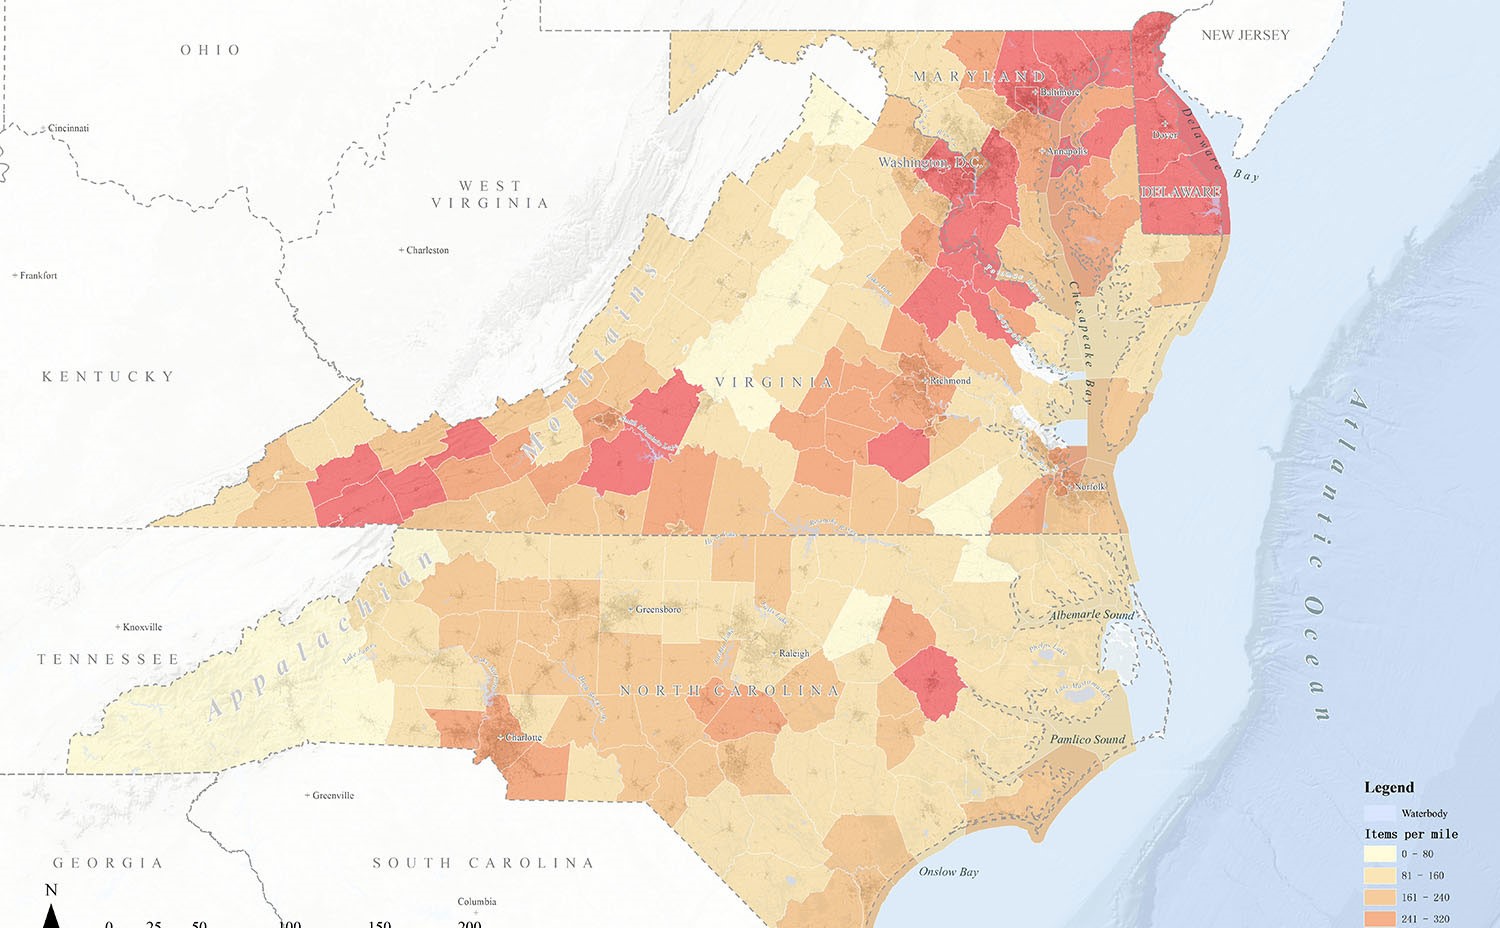 OHIO
NEW JERSEY
MARYLAND
Baltimore
Cincinnati
Dover
Delaware Bay
Annapolis
Washington, D.C.
WEST
VIRGINIA
DELAWARE
Charleston
Frankfort
Chesapeake Bay
KENTUCKY
VIRGINIA
Richmond
Appalachian Mountains
Norfolk
Atlantic Ocean
Greensboro
Albemarle Sound
Knoxville
TENNESSEE
Raleigh
NORTH CAROLINA
Charlotte
Pamlico Sound
Greenville
GEORGIA
SOUTH CAROLINA
Onslow Bay
Columbia
N
0 25 50 100 150 200
Legend
Waterbody
Items per mile
0 - 80
81 - 160
161 - 240
241 - 320